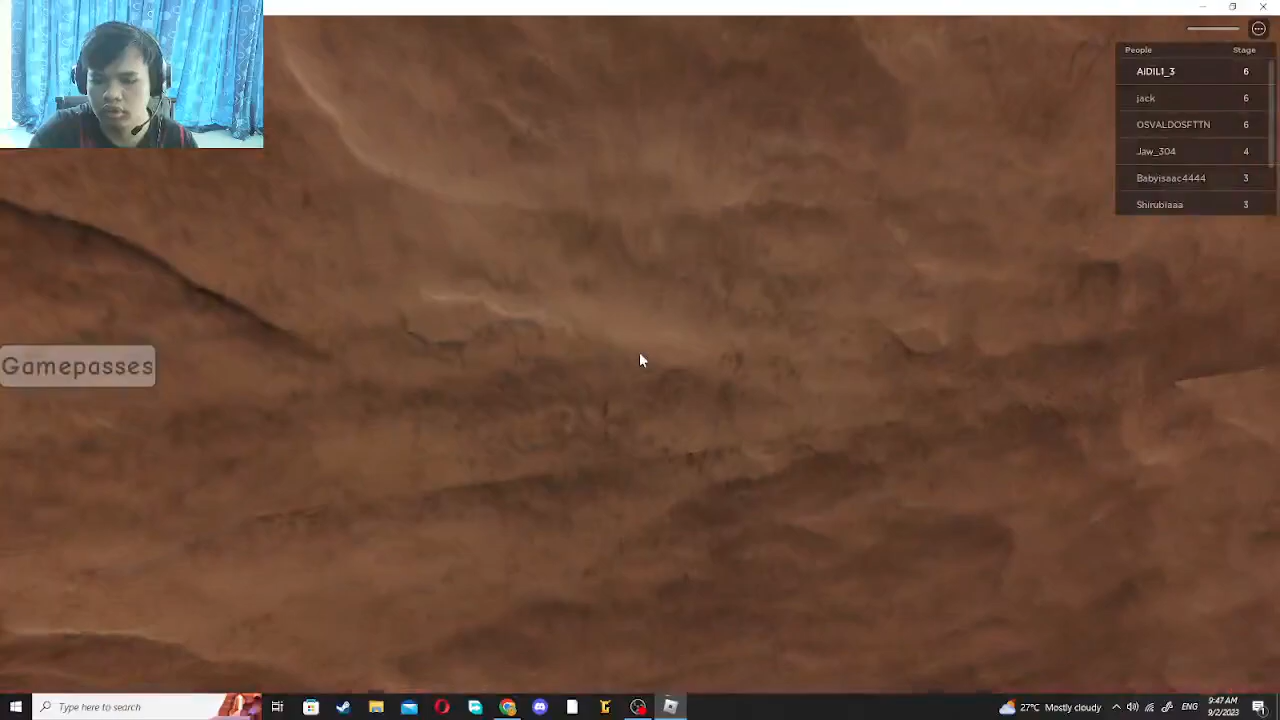 People Stage
AIDIL1_3 6
jack 6
OSVALDOSFTTN 6
Jaw_304 4
Babyisaac4444 3
Shirubiaaa 3
Gamepasses
Type here to search
27°C Mostly cloudy
9:47 AM
9/2/2023